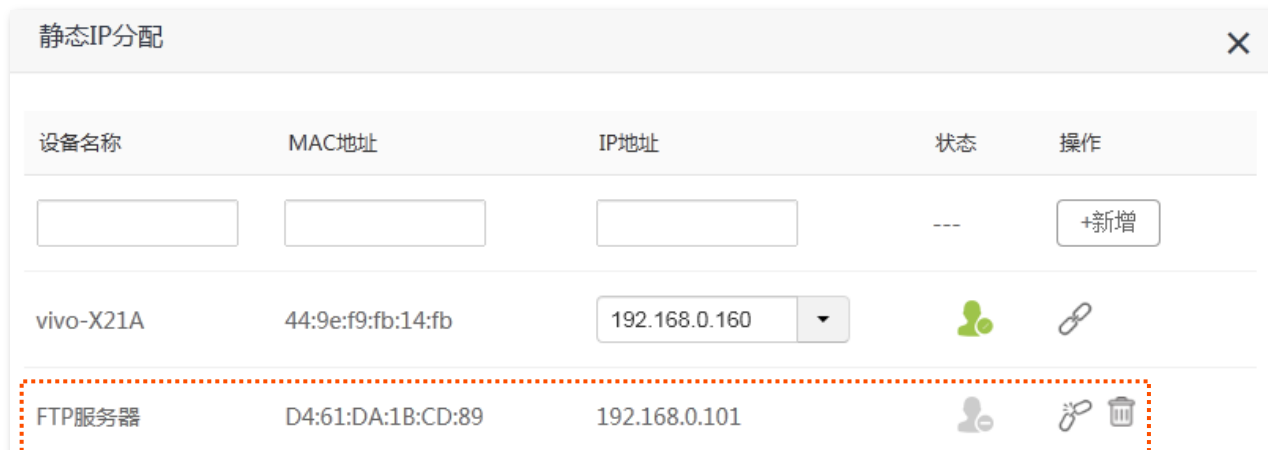 静态IP分配
设备名称 MAC地址 IP地址 状态 操作
--- +新增
vivo-X21A 44:9e:f9:fb:14:fb 192.168.0.160
FTP服务器 D4:61:DA:1B:CD:89 192.168.0.101